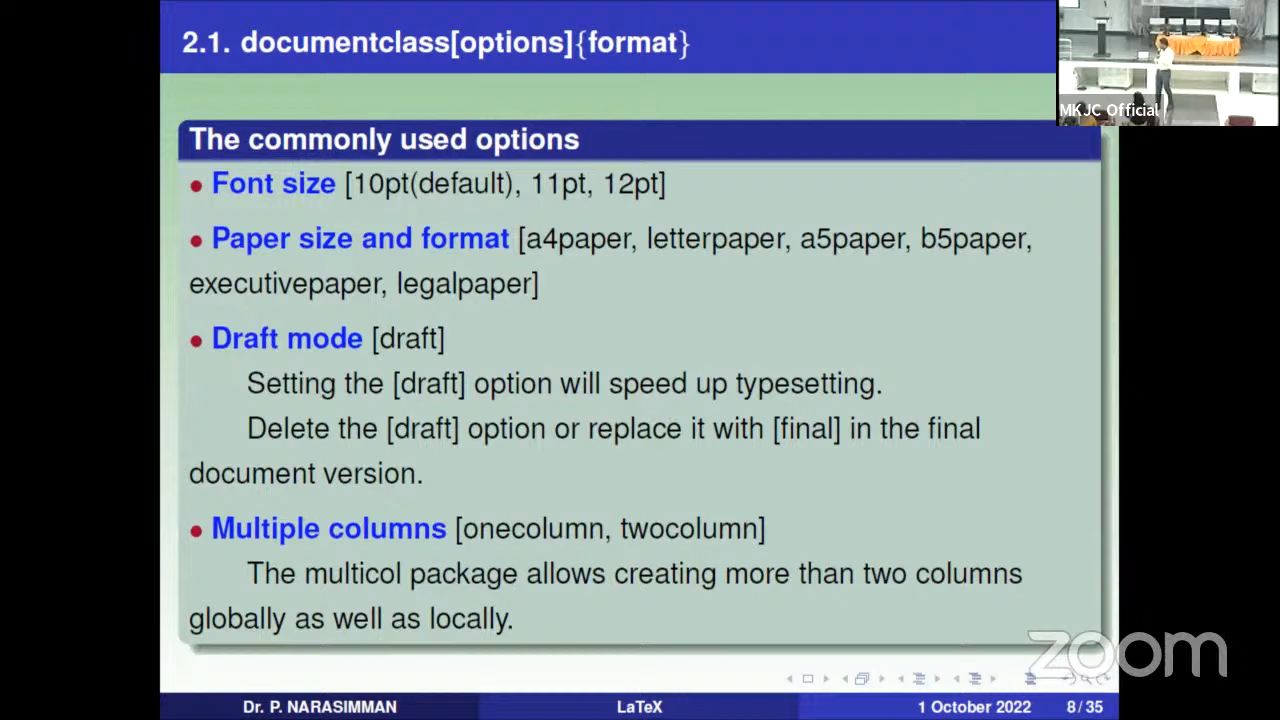 2.1. documentclass[options]{format}
MKJC Official
The commonly used options
• Font size [10pt(default), 11pt, 12pt]
• Paper size and format [a4paper, letterpaper, a5paper, b5paper,
executivepaper, legalpaper]
• Draft mode [draft]
Setting the [draft] option will speed up typesetting.
Delete the [draft] option or replace it with [final] in the final
document version.
• Multiple columns [onecolumn, twocolumn]
The multicol package allows creating more than two columns
globally as well as locally.
zoom
Dr. P. NARASIMMAN LaTeX 1 October 2022 8 / 35